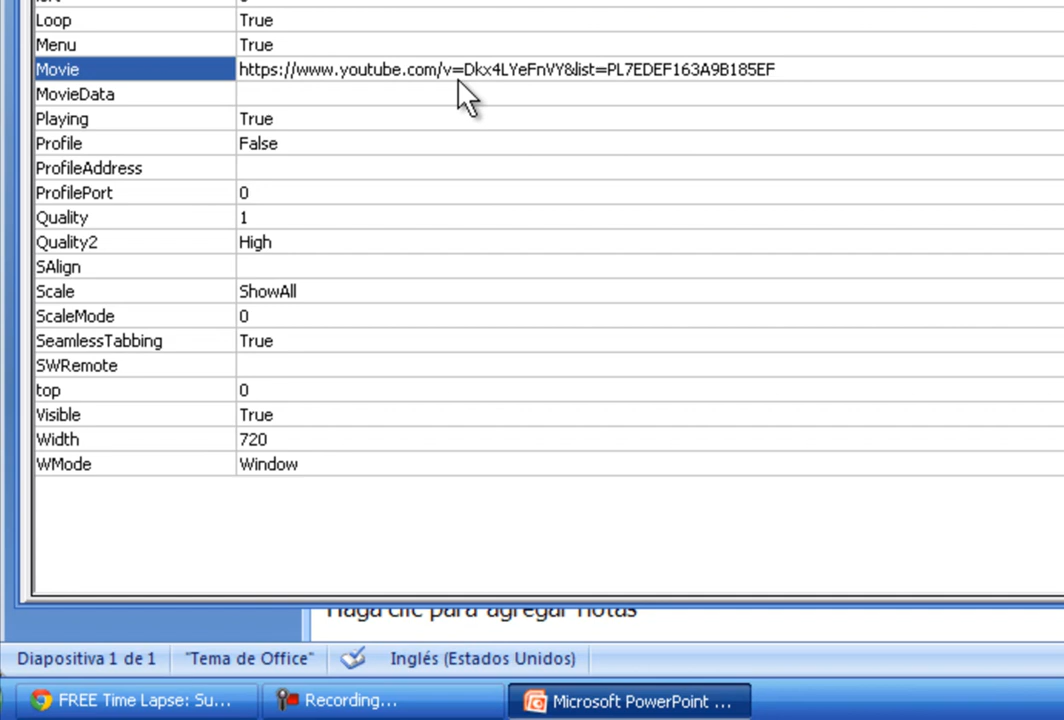 Loop True
Menu True
Movie https://www.youtube.com/v=Dkx4LYeFnVY&list=PL7EDEF163A9B185EF
MovieData
Playing True
Profile False
ProfileAddress
ProfilePort 0
Quality 1
Quality2 High
SAlign
Scale ShowAll
ScaleMode 0
SeamlessTabbing True
SWRemote
top 0
Visible True
Width 720
WMode Window
Haga clic para agregar notas
Diapositiva 1 de 1 "Tema de Office" Inglés (Estados Unidos)
FREE Time Lapse: Su... Recording... Microsoft PowerPoint ...